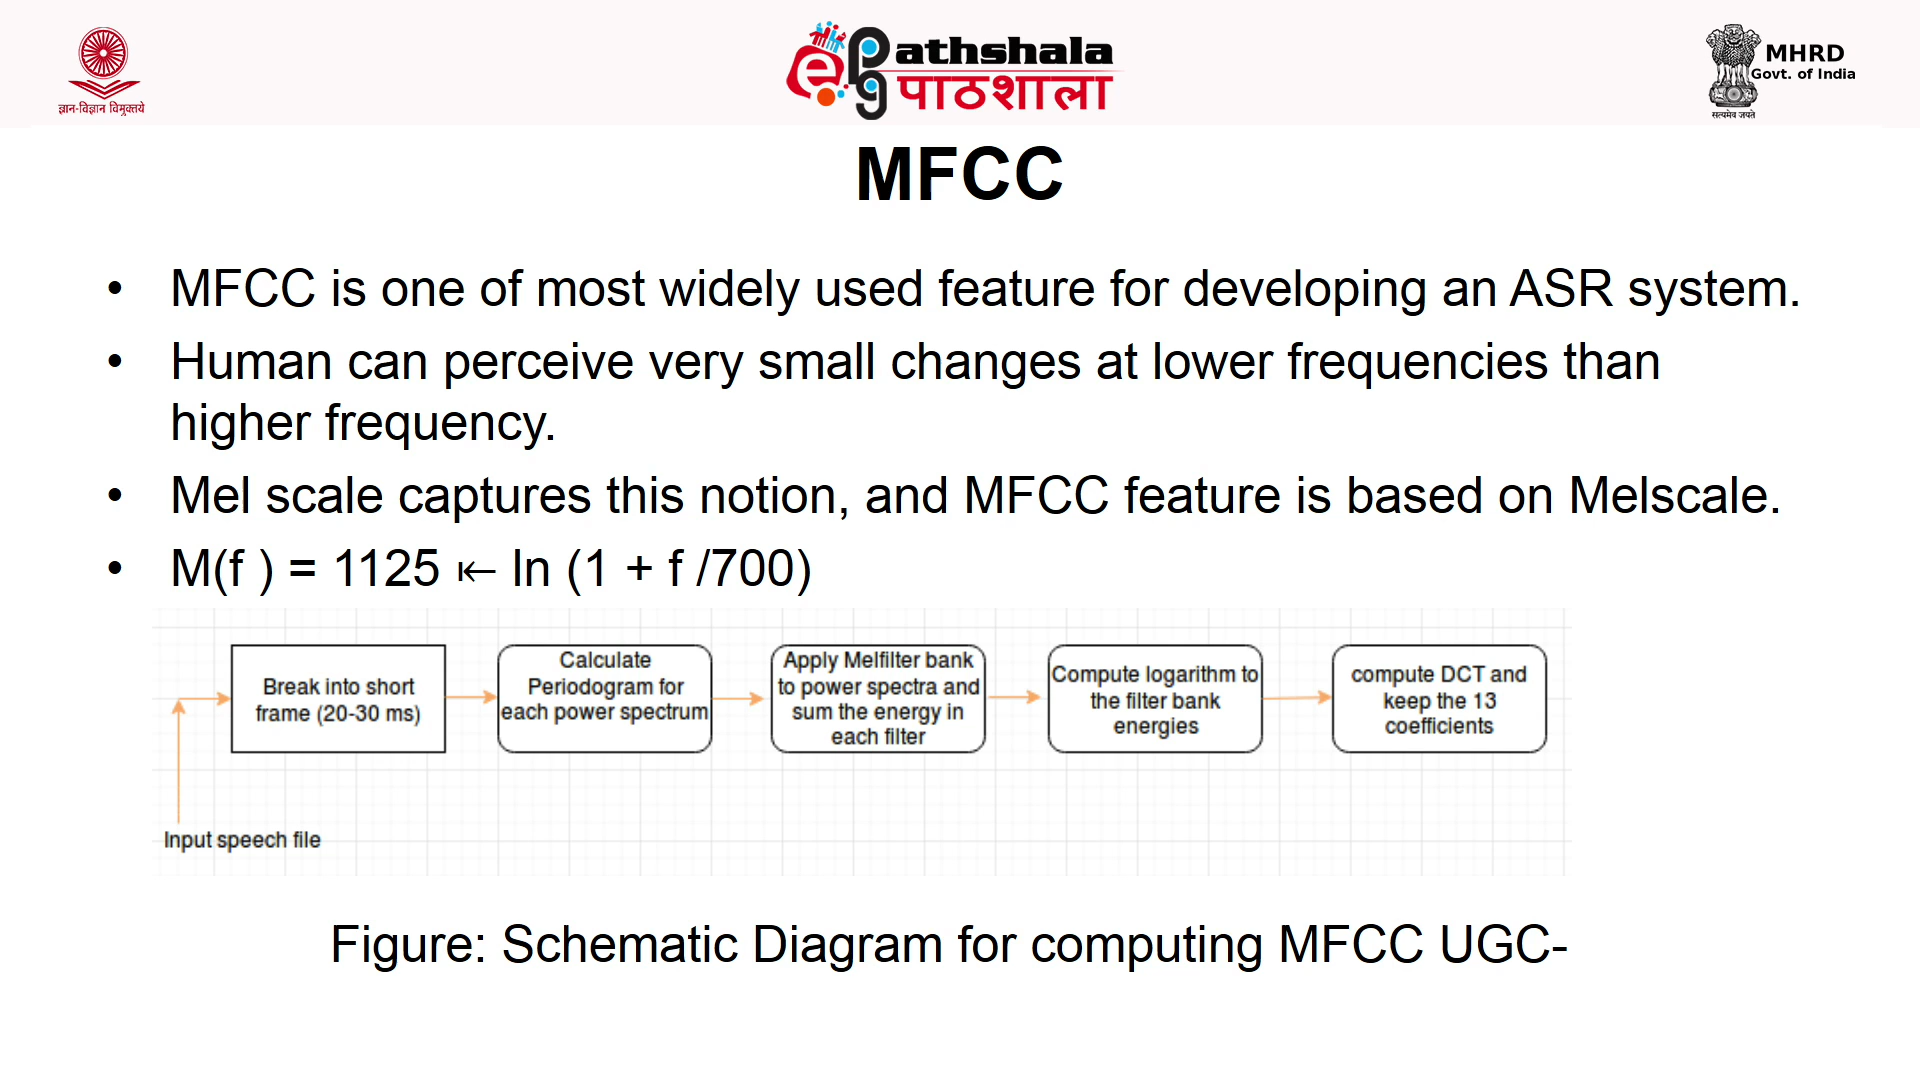 ज्ञान-विज्ञान विमुक्तये
e pg athshala
पाठशाला
MHRD
Govt. of India
सत्यमेव जयते
MFCC
• MFCC is one of most widely used feature for developing an ASR system.
• Human can perceive very small changes at lower frequencies than
higher frequency.
• Mel scale captures this notion, and MFCC feature is based on Melscale.
• M(f ) = 1125 ⇤ ln (1 + f /700)
Break into short
frame (20-30 ms)
Calculate
Periodogram for
each power spectrum
Apply Melfilter bank
to power spectra and
sum the energy in
each filter
Compute logarithm to
the filter bank
energies
compute DCT and
keep the 13
coefficients
Input speech file
Figure: Schematic Diagram for computing MFCC UGC-